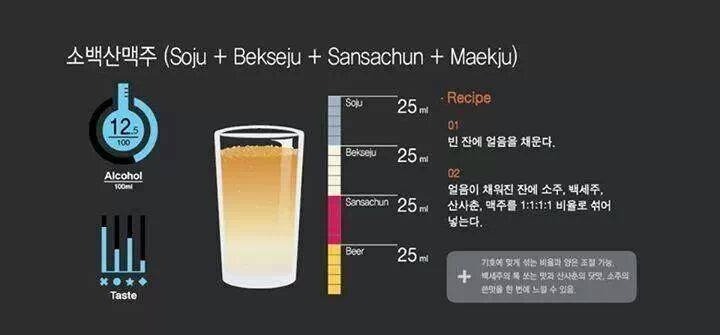 소백산맥주 (Soju + Bekseju + Sansachun + Maekju)
12.5
100
Alcohol
100ml
Taste
Soju 25 ml
Bekseju 25 ml
Sansachun 25 ml
Beer 25 ml
· Recipe
01
빈 잔에 얼음을 채운다.
02
얼음이 채워진 잔에 소주, 백세주,
산사춘, 맥주를 1:1:1:1 비율로 섞어
넣는다.
+
기호에 맞게 섞는 비율과 양은 조절 가능.
백세주의 톡 쏘는 맛과 산사춘의 단맛, 소주의
쓴맛을 한 번에 느낄 수 있음.